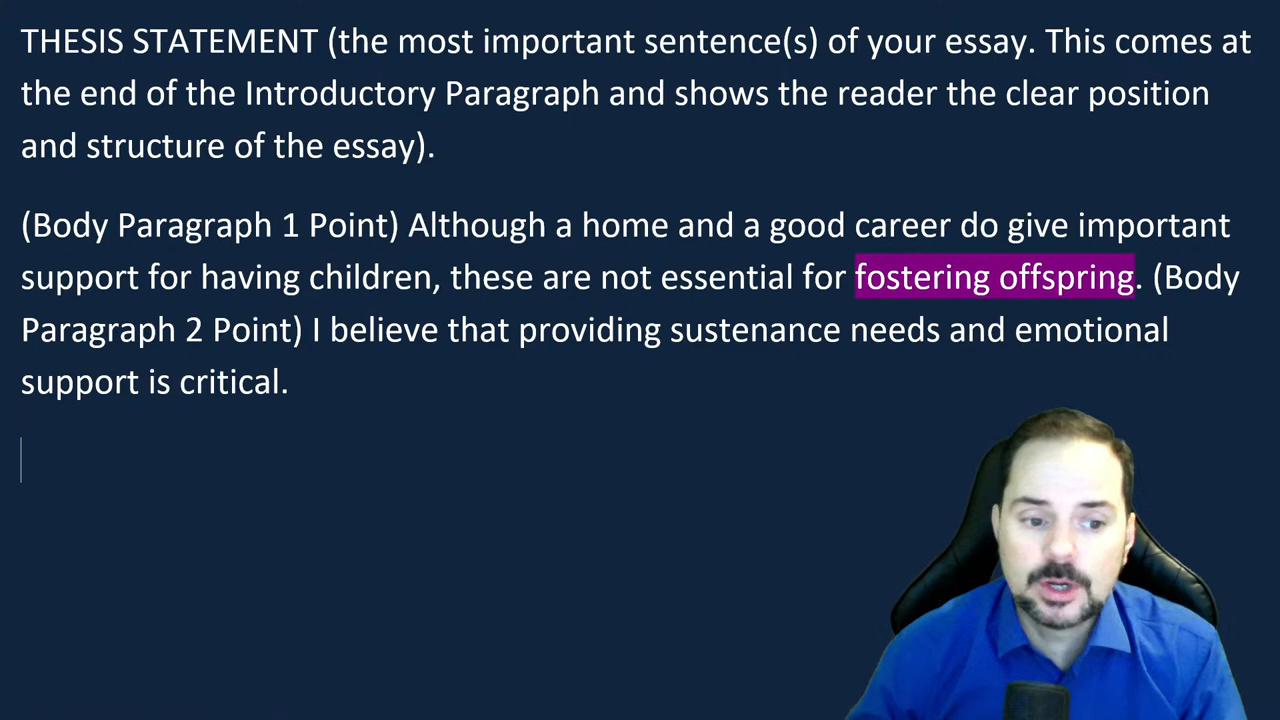 THESIS STATEMENT (the most important sentence(s) of your essay. This comes at
the end of the Introductory Paragraph and shows the reader the clear position
and structure of the essay).
(Body Paragraph 1 Point) Although a home and a good career do give important
support for having children, these are not essential for fostering offspring. (Body
Paragraph 2 Point) I believe that providing sustenance needs and emotional
support is critical.